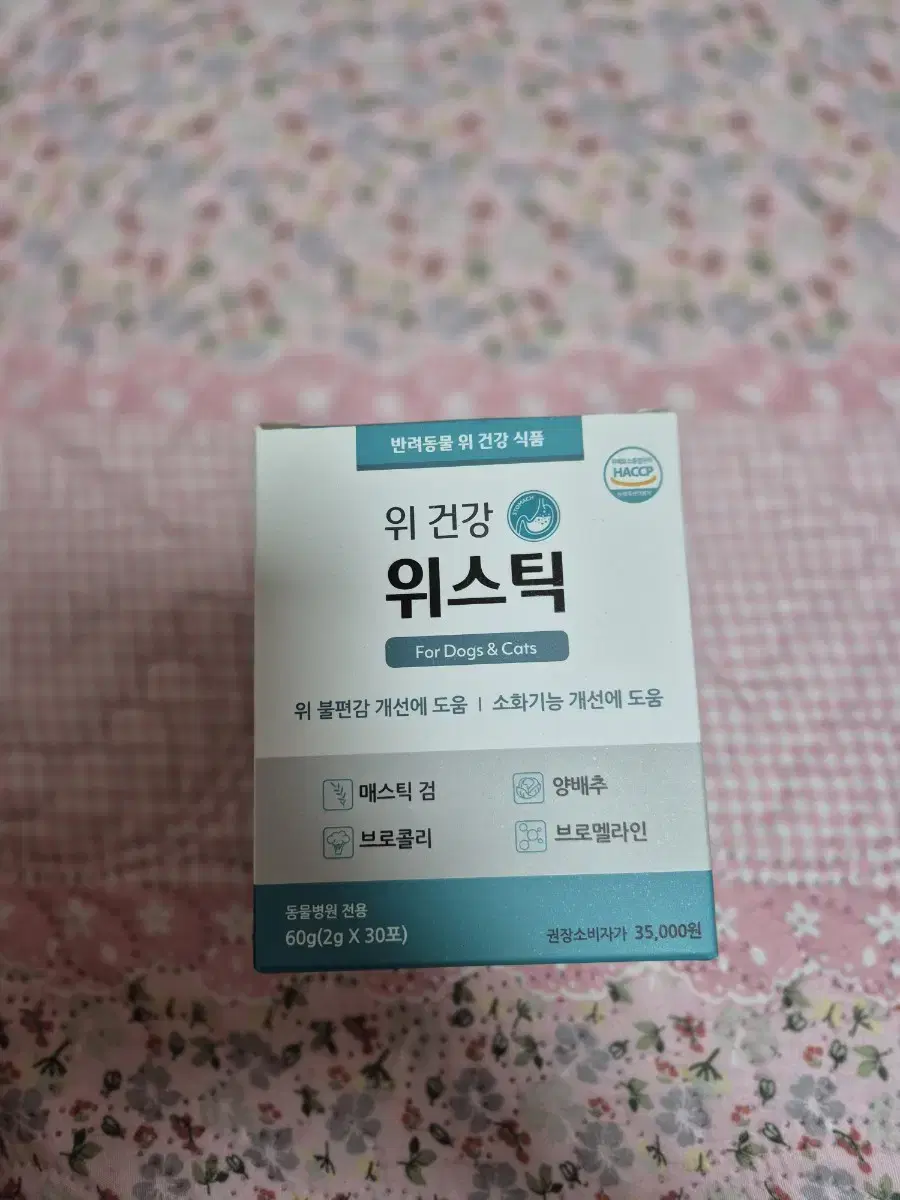 반려동물 위 건강 식품
HACCP
위 건강
STOMACH
위스틱
For Dogs & Cats
위 불편감 개선에 도움 | 소화기능 개선에 도움
매스틱 검
양배추
브로콜리
브로멜라인
동물병원 전용
60g(2g X 30포)
권장소비자가 35,000원